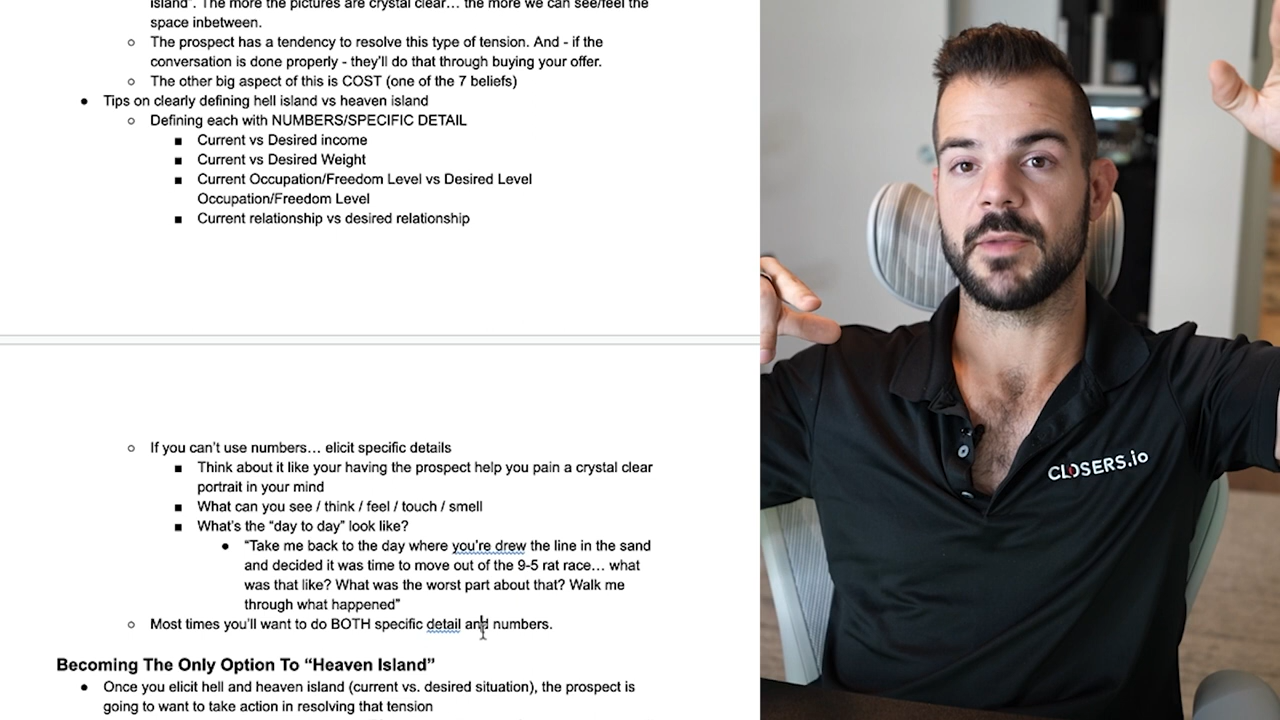 island”. The more the pictures are crystal clear… the more we can see/feel the
space inbetween.
○ The prospect has a tendency to resolve this type of tension. And - if the
conversation is done properly - they’ll do that through buying your offer.
○ The other big aspect of this is COST (one of the 7 beliefs)
● Tips on clearly defining hell island vs heaven island
○ Defining each with NUMBERS/SPECIFIC DETAIL
■ Current vs Desired income
■ Current vs Desired Weight
■ Current Occupation/Freedom Level vs Desired Level
Occupation/Freedom Level
■ Current relationship vs desired relationship
○ If you can’t use numbers… elicit specific details
■ Think about it like your having the prospect help you pain a crystal clear
portrait in your mind
■ What can you see / think / feel / touch / smell
■ What’s the “day to day” look like?
● “Take me back to the day where you’re drew the line in the sand
and decided it was time to move out of the 9-5 rat race… what
was that like? What was the worst part about that? Walk me
through what happened”
○ Most times you’ll want to do BOTH specific detail and numbers.
Becoming The Only Option To “Heaven Island”
● Once you elicit hell and heaven island (current vs. desired situation), the prospect is
going to want to take action in resolving that tension
CLOSERS.io